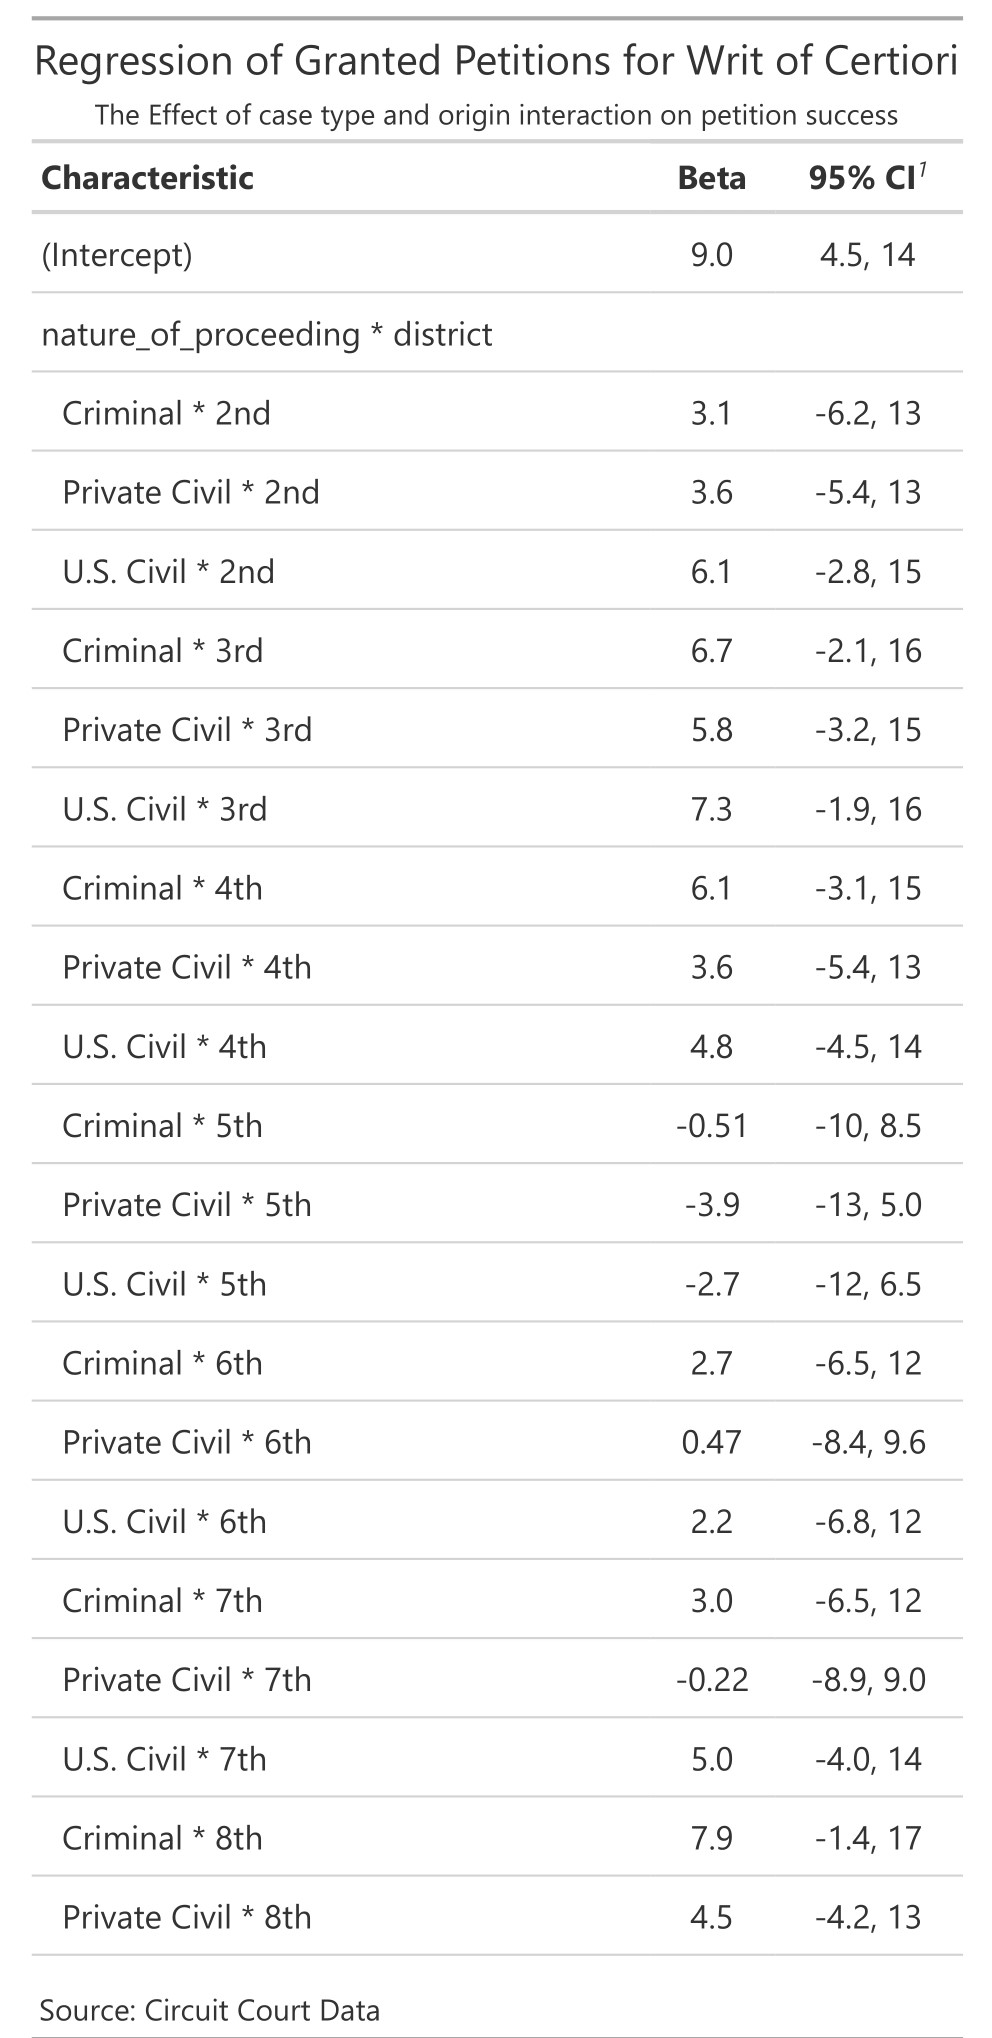 Regression of Granted Petitions for Writ of Certiori
The Effect of case type and origin interaction on petition success
Characteristic Beta 95% CI1
(Intercept) 9.0 4.5, 14
nature_of_proceeding * district
Criminal * 2nd 3.1 -6.2, 13
Private Civil * 2nd 3.6 -5.4, 13
U.S. Civil * 2nd 6.1 -2.8, 15
Criminal * 3rd 6.7 -2.1, 16
Private Civil * 3rd 5.8 -3.2, 15
U.S. Civil * 3rd 7.3 -1.9, 16
Criminal * 4th 6.1 -3.1, 15
Private Civil * 4th 3.6 -5.4, 13
U.S. Civil * 4th 4.8 -4.5, 14
Criminal * 5th -0.51 -10, 8.5
Private Civil * 5th -3.9 -13, 5.0
U.S. Civil * 5th -2.7 -12, 6.5
Criminal * 6th 2.7 -6.5, 12
Private Civil * 6th 0.47 -8.4, 9.6
U.S. Civil * 6th 2.2 -6.8, 12
Criminal * 7th 3.0 -6.5, 12
Private Civil * 7th -0.22 -8.9, 9.0
U.S. Civil * 7th 5.0 -4.0, 14
Criminal * 8th 7.9 -1.4, 17
Private Civil * 8th 4.5 -4.2, 13
Source: Circuit Court Data